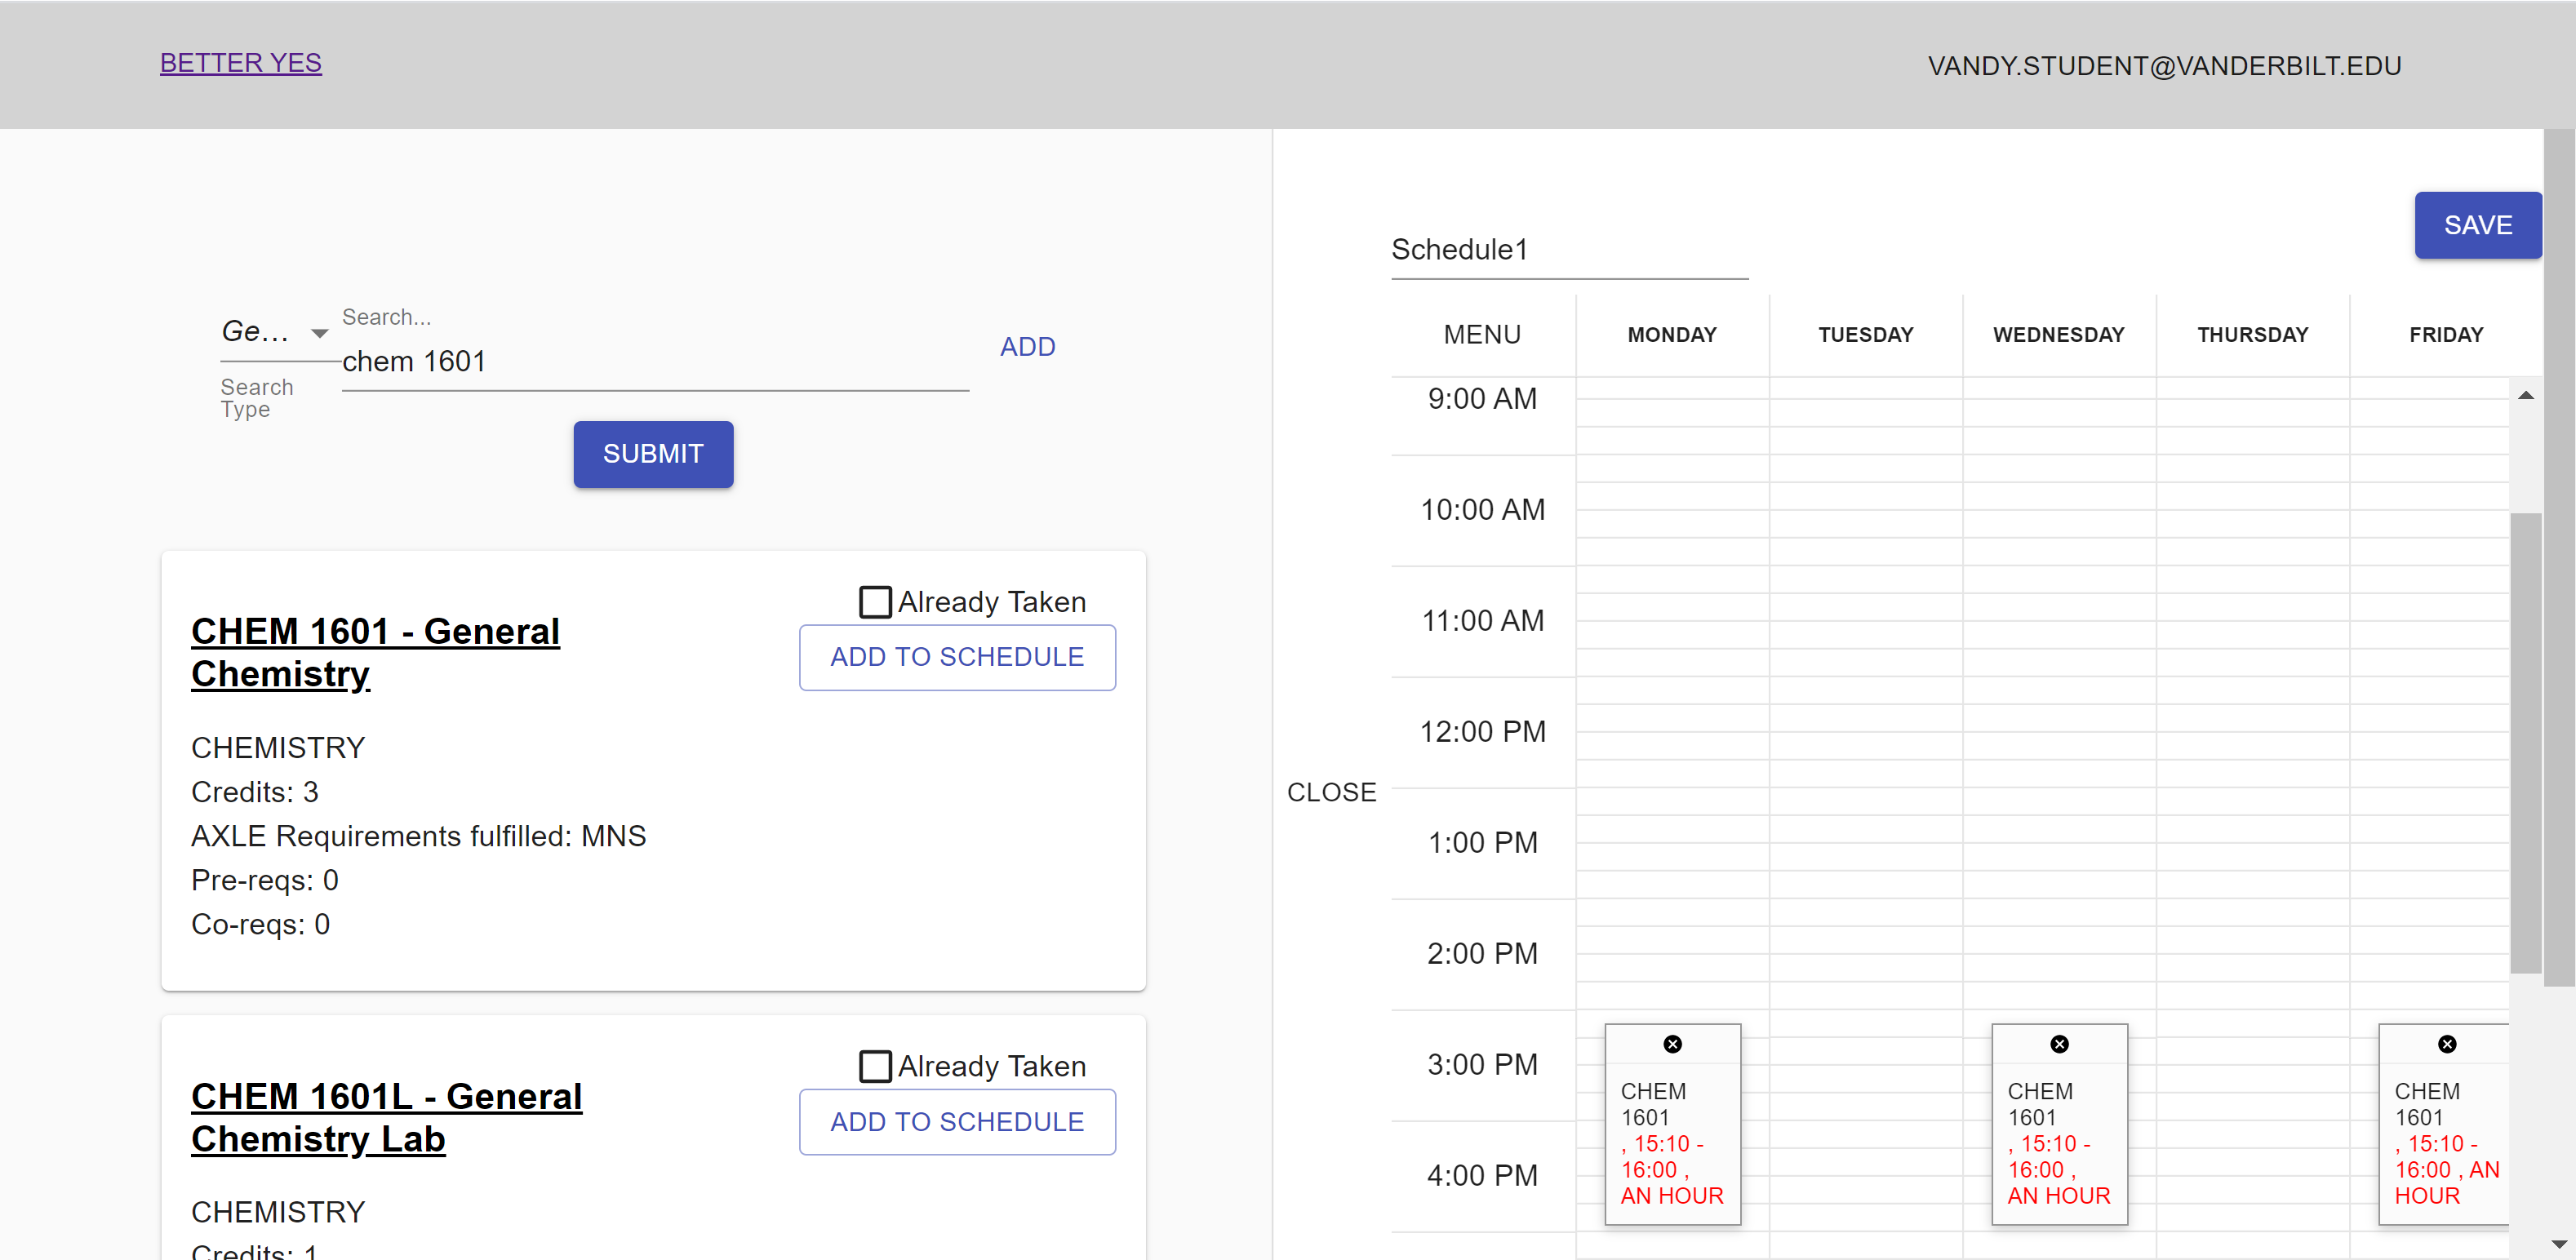 BETTER YES
VANDY.STUDENT@VANDERBILT.EDU
Ge...
Search...
chem 1601
ADD
Search
Type
SUBMIT
Already Taken
CHEM 1601 - General
Chemistry
ADD TO SCHEDULE
CHEMISTRY
Credits: 3
AXLE Requirements fulfilled: MNS
Pre-reqs: 0
Co-reqs: 0
Already Taken
CHEM 1601L - General
Chemistry Lab
ADD TO SCHEDULE
CHEMISTRY
Credits: 1
CLOSE
SAVE
Schedule1
MENU
MONDAY
TUESDAY
WEDNESDAY
THURSDAY
FRIDAY
9:00 AM
10:00 AM
11:00 AM
12:00 PM
1:00 PM
2:00 PM
3:00 PM
4:00 PM
CHEM
1601
, 15:10 -
16:00 ,
AN HOUR
CHEM
1601
, 15:10 -
16:00 ,
AN HOUR
CHEM
1601
, 15:10 -
16:00 , AN
HOUR